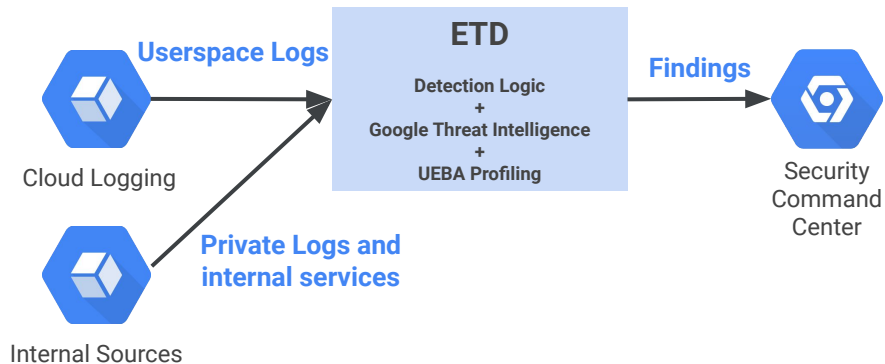 ETD
Userspace Logs
Detection Logic
+
Google Threat Intelligence
+
UEBA Profiling
Findings
Cloud Logging
Security
Command
Center
Private Logs and
internal services
Internal Sources